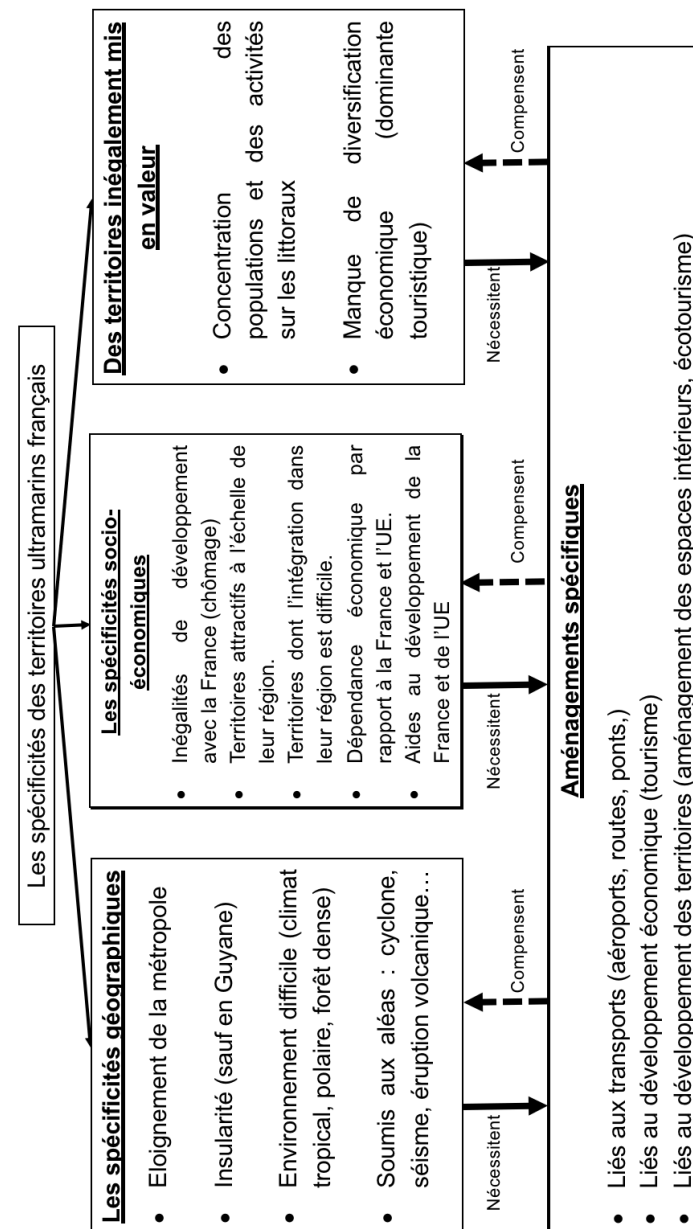 Les spécificités des territoires ultramarins français
Les spécificités géographiques
• Eloignement de la métropole
• Insularité (sauf en Guyane)
• Environnement difficile (climat
tropical, polaire, forêt dense)
• Soumis aux aléas : cyclone,
séisme, éruption volcanique…
Les spécificités socio-
économiques
• Inégalités de développement
avec la France (chômage)
• Territoires attractifs à l’échelle de
leur région.
• Territoires dont l’intégration dans
leur région est difficile.
• Dépendance économique par
rapport à la France et l’UE.
• Aides au développement de la
France et de l’UE
Des territoires inégalement mis
en valeur
• Concentration des
populations et des activités
sur les littoraux
• Manque de diversification
économique (dominante
touristique)
Nécessitent
Compensent
Nécessitent
Compensent
Nécessitent
Compensent
Aménagements spécifiques
• Liés aux transports (aéroports, routes, ponts,)
• Liés au développement économique (tourisme)
• Liés au développement des territoires (aménagement des espaces intérieurs, écotourisme)